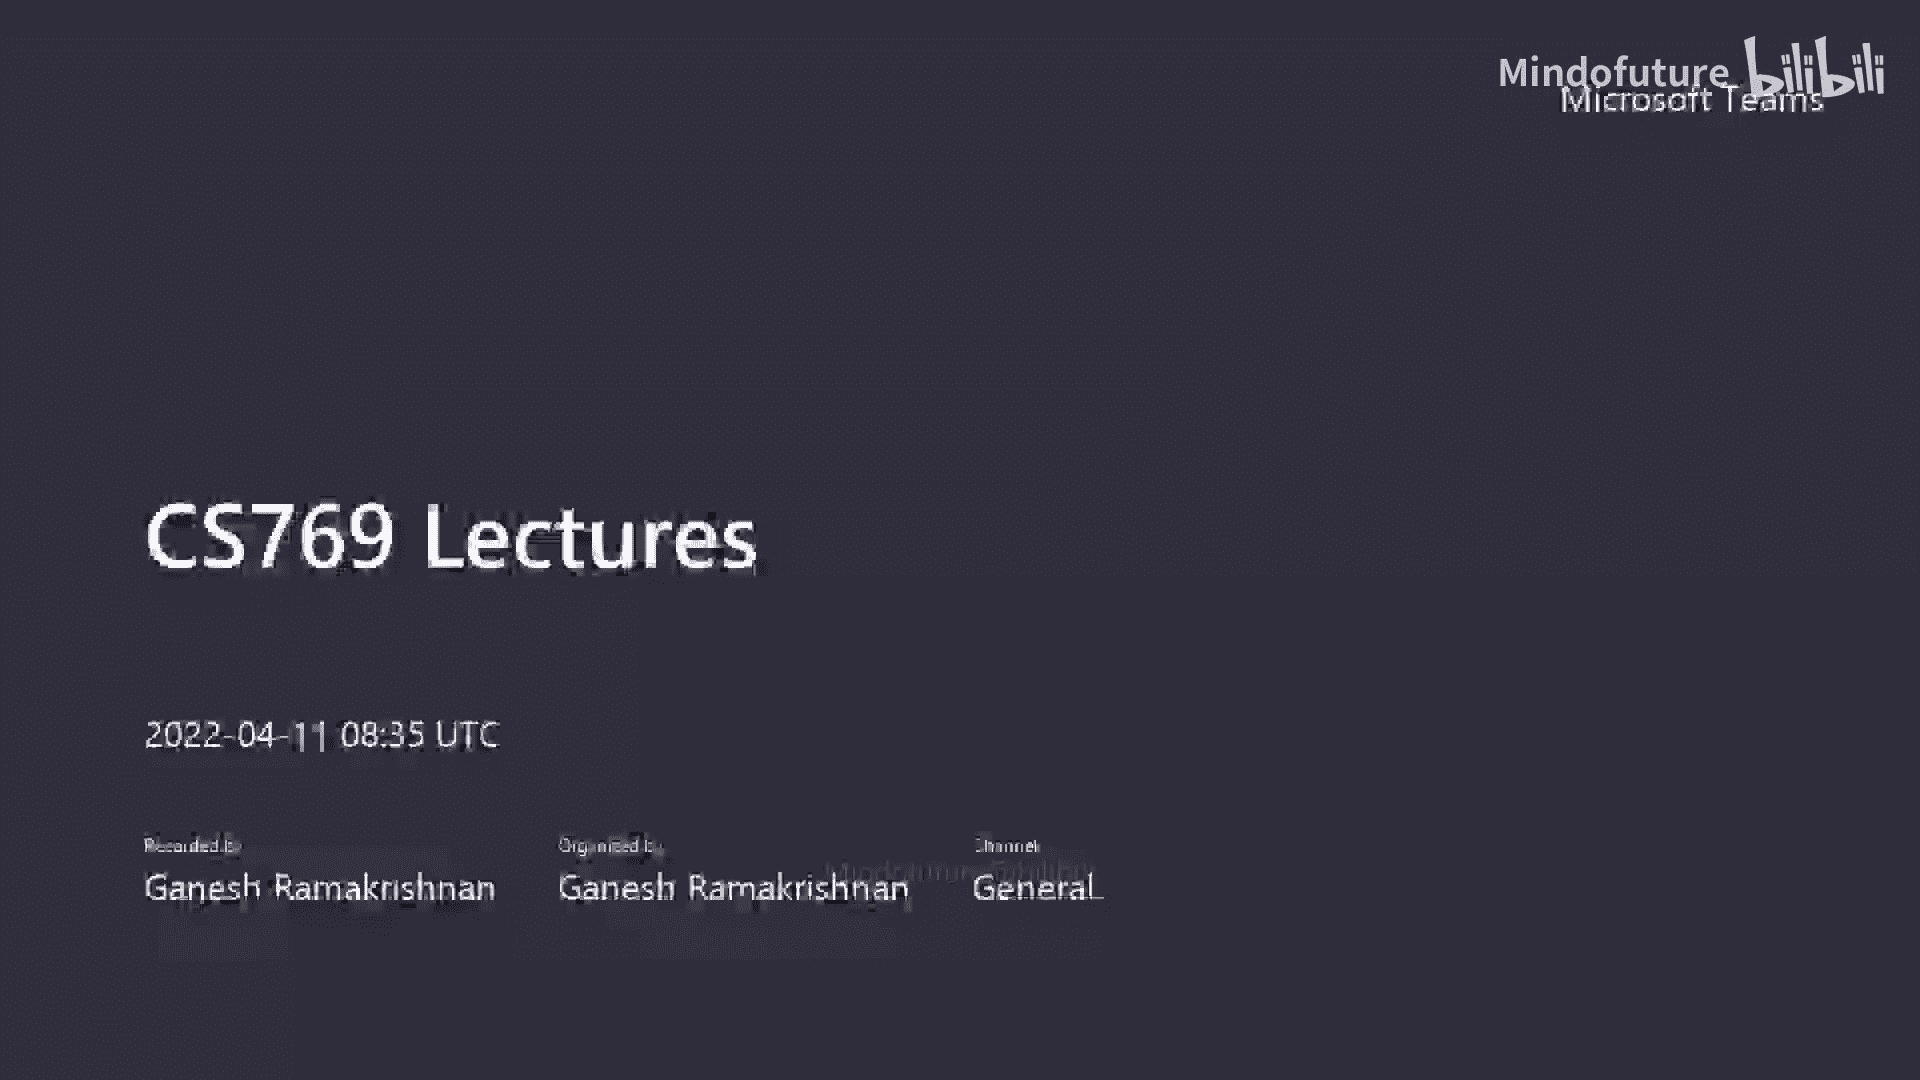 Mindofuture bilibili
Microsoft Teams
CS769 Lectures
2022-04-11 08:35 UTC
Recorded by
Organized by
Channel
Ganesh Ramakrishnan
Ganesh Ramakrishnan
General